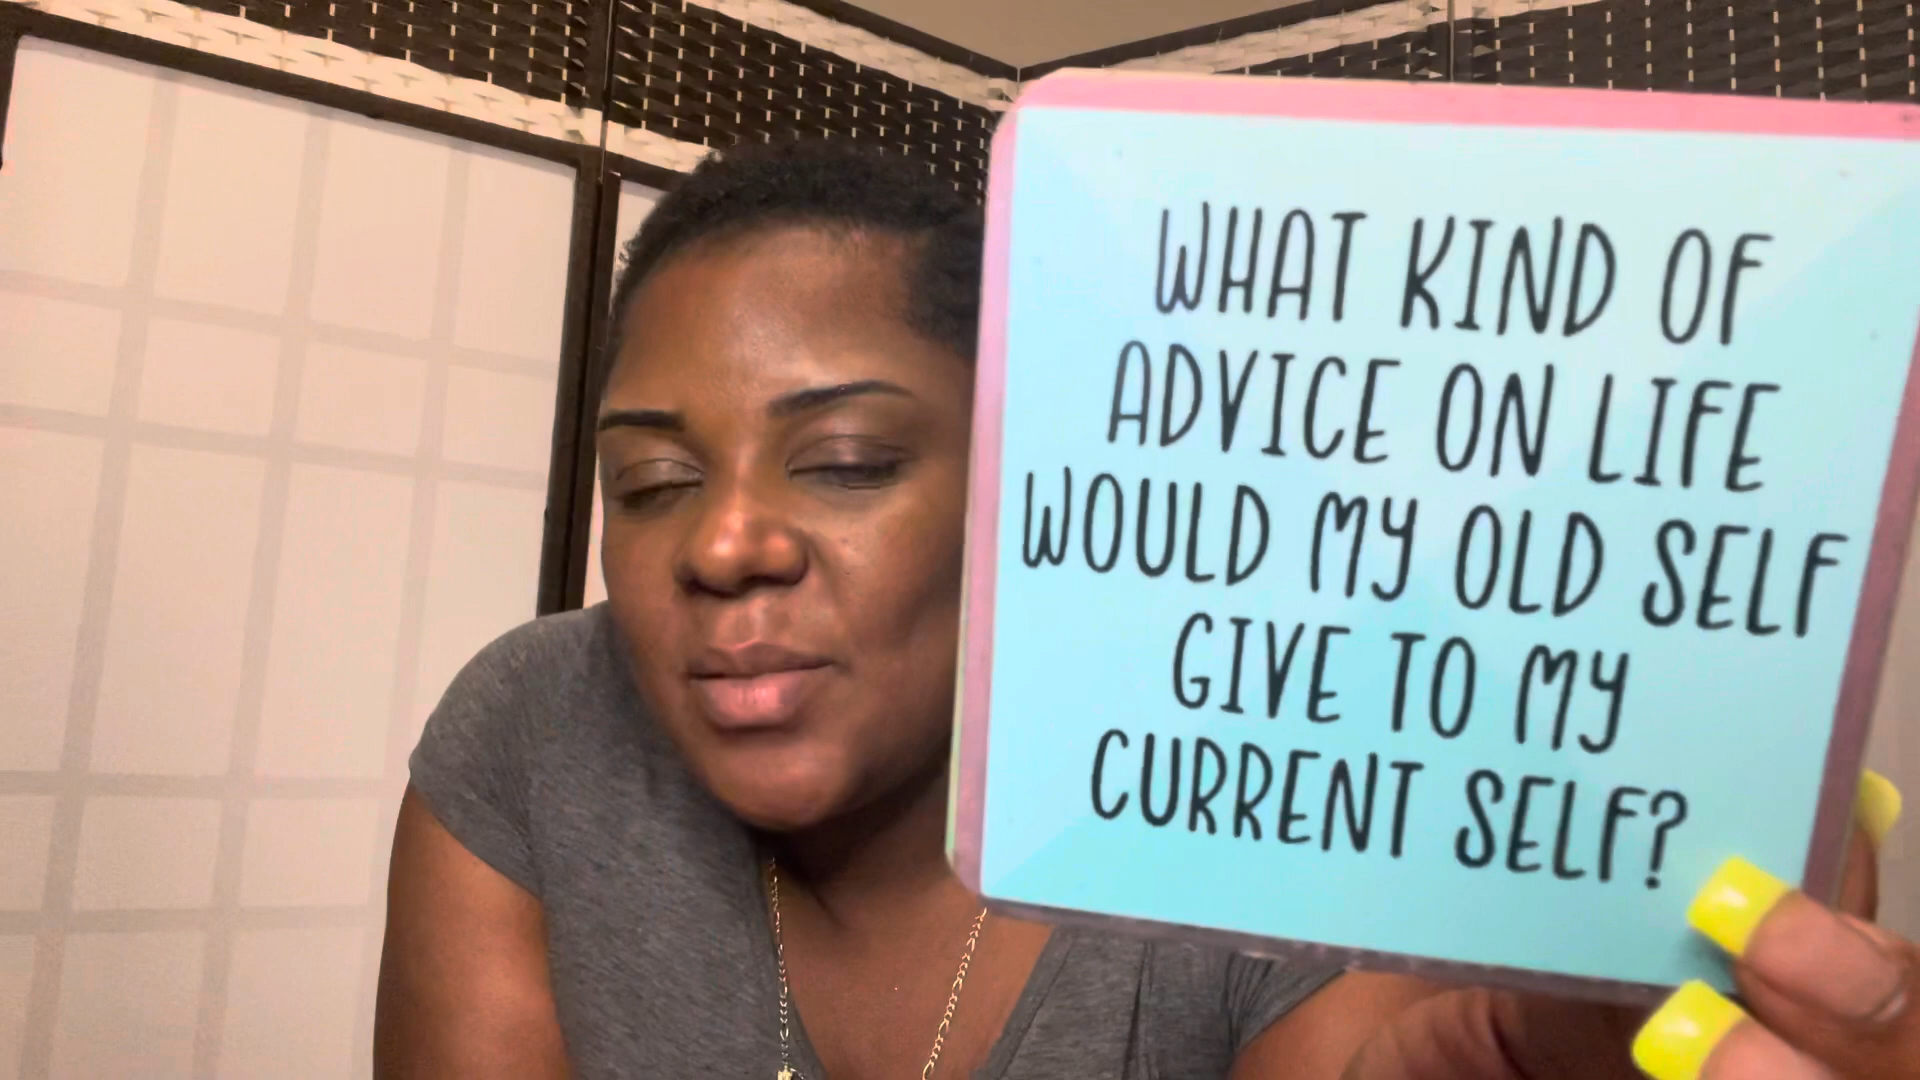 WHAT KIND OF
ADVICE ON LIFE
WOULD MY OLD SELF
GIVE TO MY
CURRENT SELF?